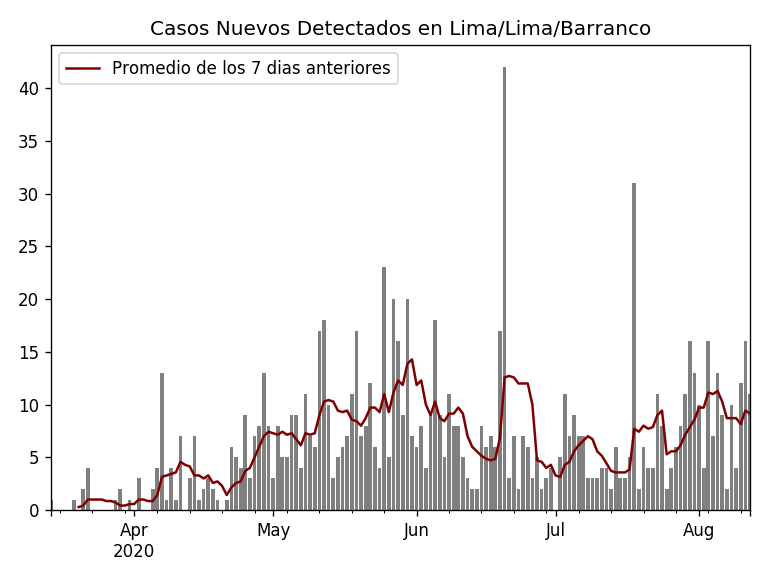 Casos Nuevos Detectados en Lima/Lima/Barranco
Promedio de los 7 dias anteriores
40
35
30
25
20
15
10
5
0
Apr
2020
May
Jun
Jul
Aug